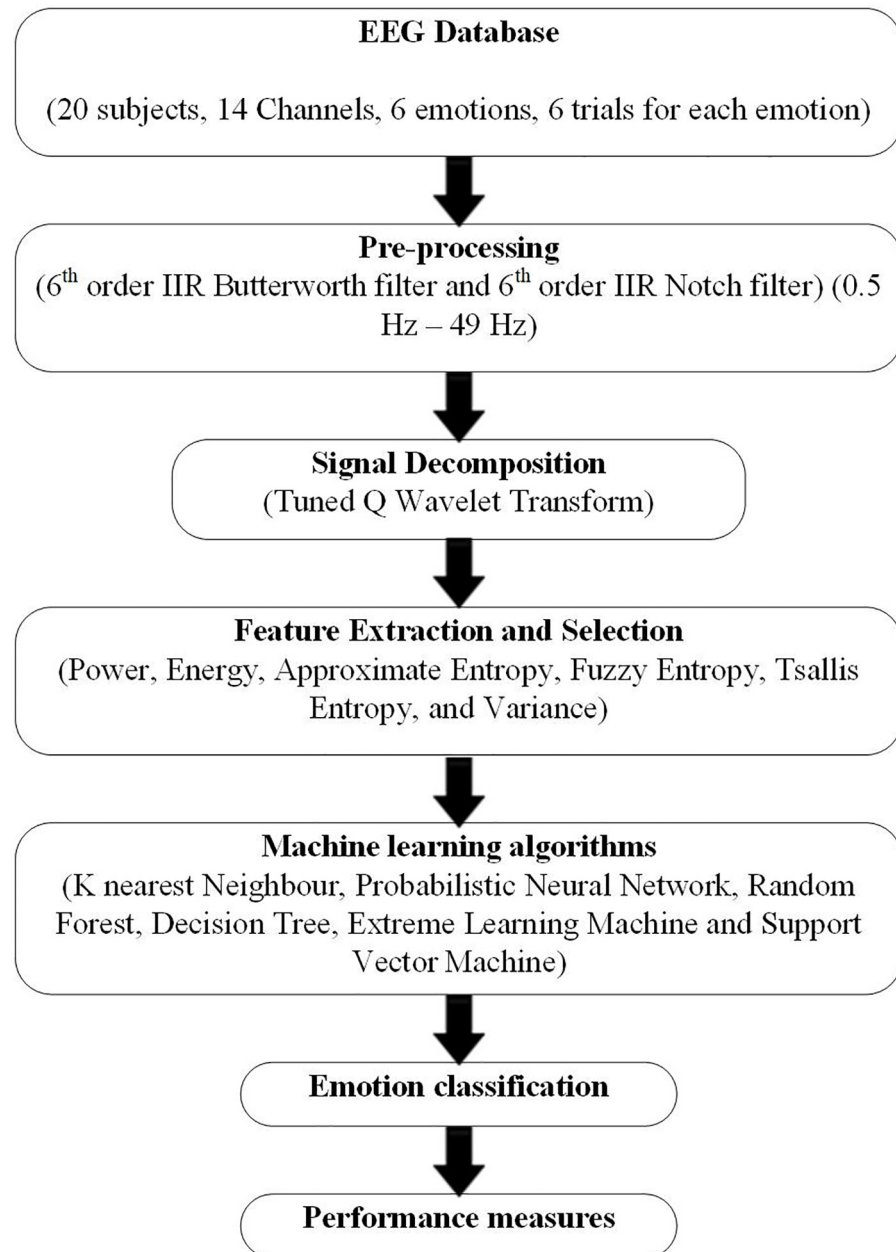 EEG Database
(20 subjects, 14 Channels, 6 emotions, 6 trials for each emotion)
Pre-processing
(6th order IIR Butterworth filter and 6th order IIR Notch filter) (0.5
Hz – 49 Hz)
Signal Decomposition
(Tuned Q Wavelet Transform)
Feature Extraction and Selection
(Power, Energy, Approximate Entropy, Fuzzy Entropy, Tsallis
Entropy, and Variance)
Machine learning algorithms
(K nearest Neighbour, Probabilistic Neural Network, Random
Forest, Decision Tree, Extreme Learning Machine and Support
Vector Machine)
Emotion classification
Performance measures